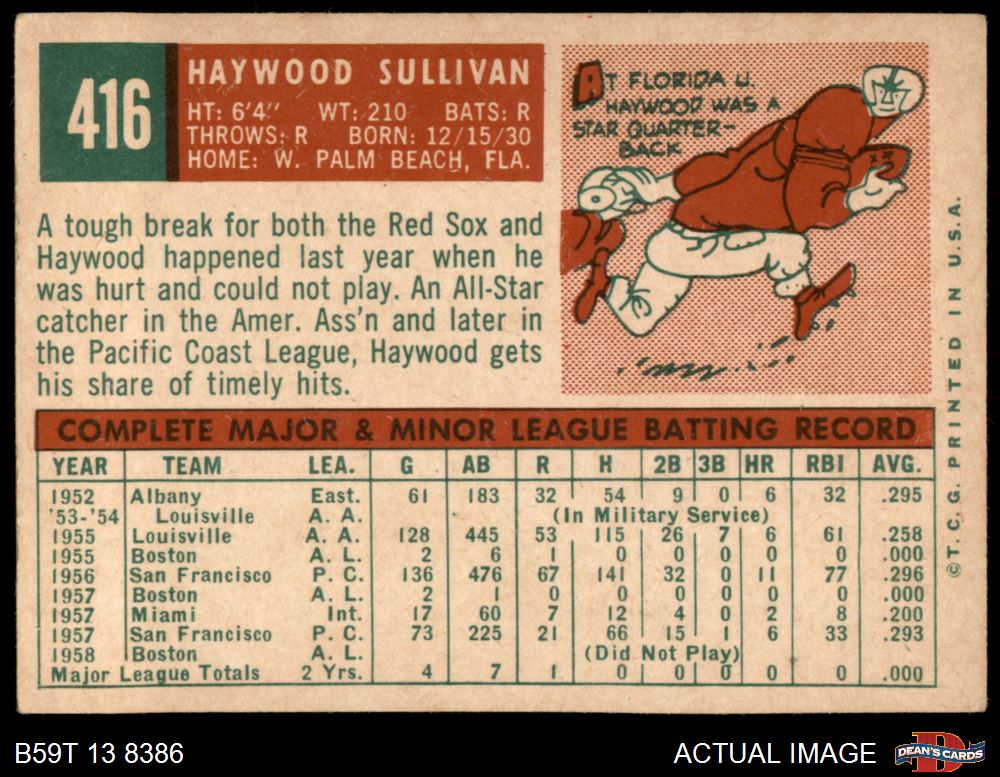 416
HAYWOOD SULLIVAN
HT: 6'4" WT: 210 BATS: R
THROWS: R BORN: 12/15/30
HOME: W. PALM BEACH, FLA.
AT FLORIDA U.
HAYWOOD WAS A
STAR QUARTER-
BACK
A tough break for both the Red Sox and
Haywood happened last year when he
was hurt and could not play. An All-Star
catcher in the Amer. Ass'n and later in
the Pacific Coast League, Haywood gets
his share of timely hits.
©T. C. G. PRINTED IN U.S.A.
COMPLETE MAJOR & MINOR LEAGUE BATTING RECORD
YEAR TEAM LEA. G AB R H 2B 3B HR RBI AVG.
1952 Albany East. 61 183 32 54 9 0 6 32 .295
'53-'54 Louisville A. A. (In Military Service)
1955 Louisville A. A. 128 445 53 115 26 7 6 61 .258
1955 Boston A. L. 2 6 1 0 0 0 0 0 .000
1956 San Francisco P. C. 136 476 67 141 32 0 11 77 .296
1957 Boston A. L. 2 1 0 0 0 0 0 0 .000
1957 Miami Int. 17 60 7 12 4 0 2 8 .200
1957 San Francisco P. C. 73 225 21 66 15 1 6 33 .293
1958 Boston A. L. (Did Not Play)
Major League Totals 2 Yrs. 4 7 1 0 0 0 0 0 .000
B59T 13 8386
ACTUAL IMAGE
D
DEAN'S CARDS